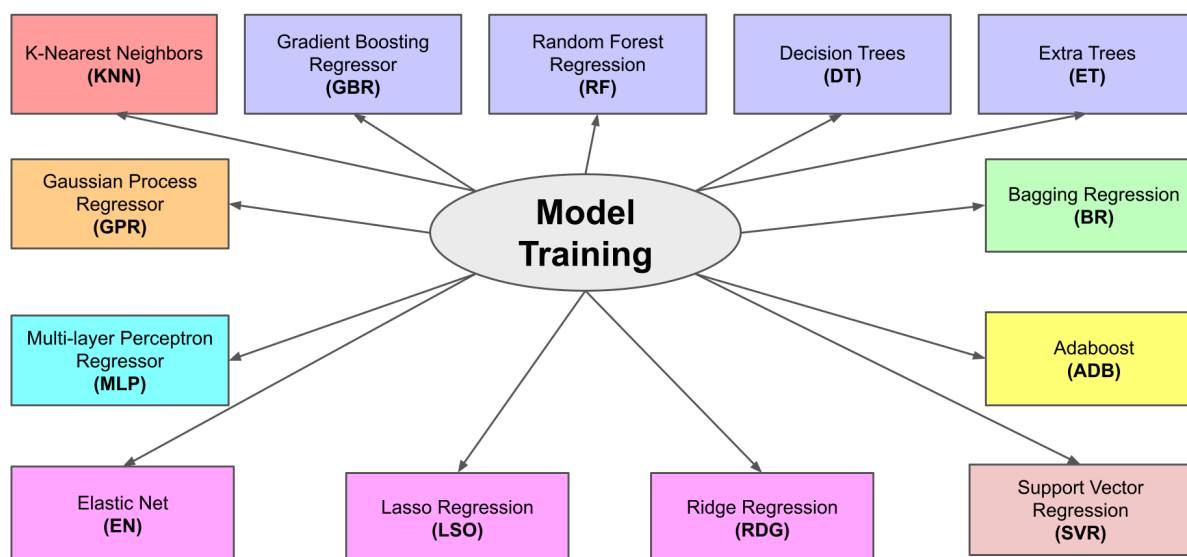 K-Nearest Neighbors
(KNN)
Gradient Boosting
Regressor
(GBR)
Random Forest
Regression
(RF)
Decision Trees
(DT)
Extra Trees
(ET)
Gaussian Process
Regressor
(GPR)
Model
Training
Bagging Regression
(BR)
Multi-layer Perceptron
Regressor
(MLP)
Adaboost
(ADB)
Elastic Net
(EN)
Lasso Regression
(LSO)
Ridge Regression
(RDG)
Support Vector
Regression
(SVR)